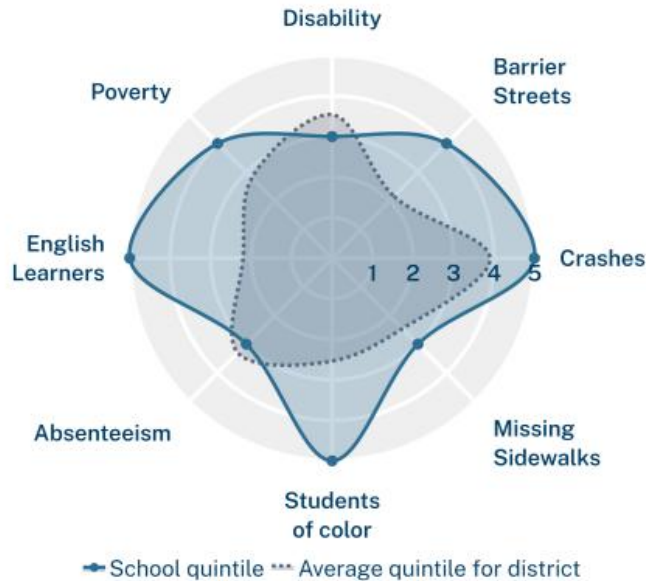 Disability
Barrier
Streets
Poverty
English
Learners
1 2 3 4 5
Crashes
Absenteeism
Missing
Sidewalks
Students
of color
School quintile
Average quintile for district